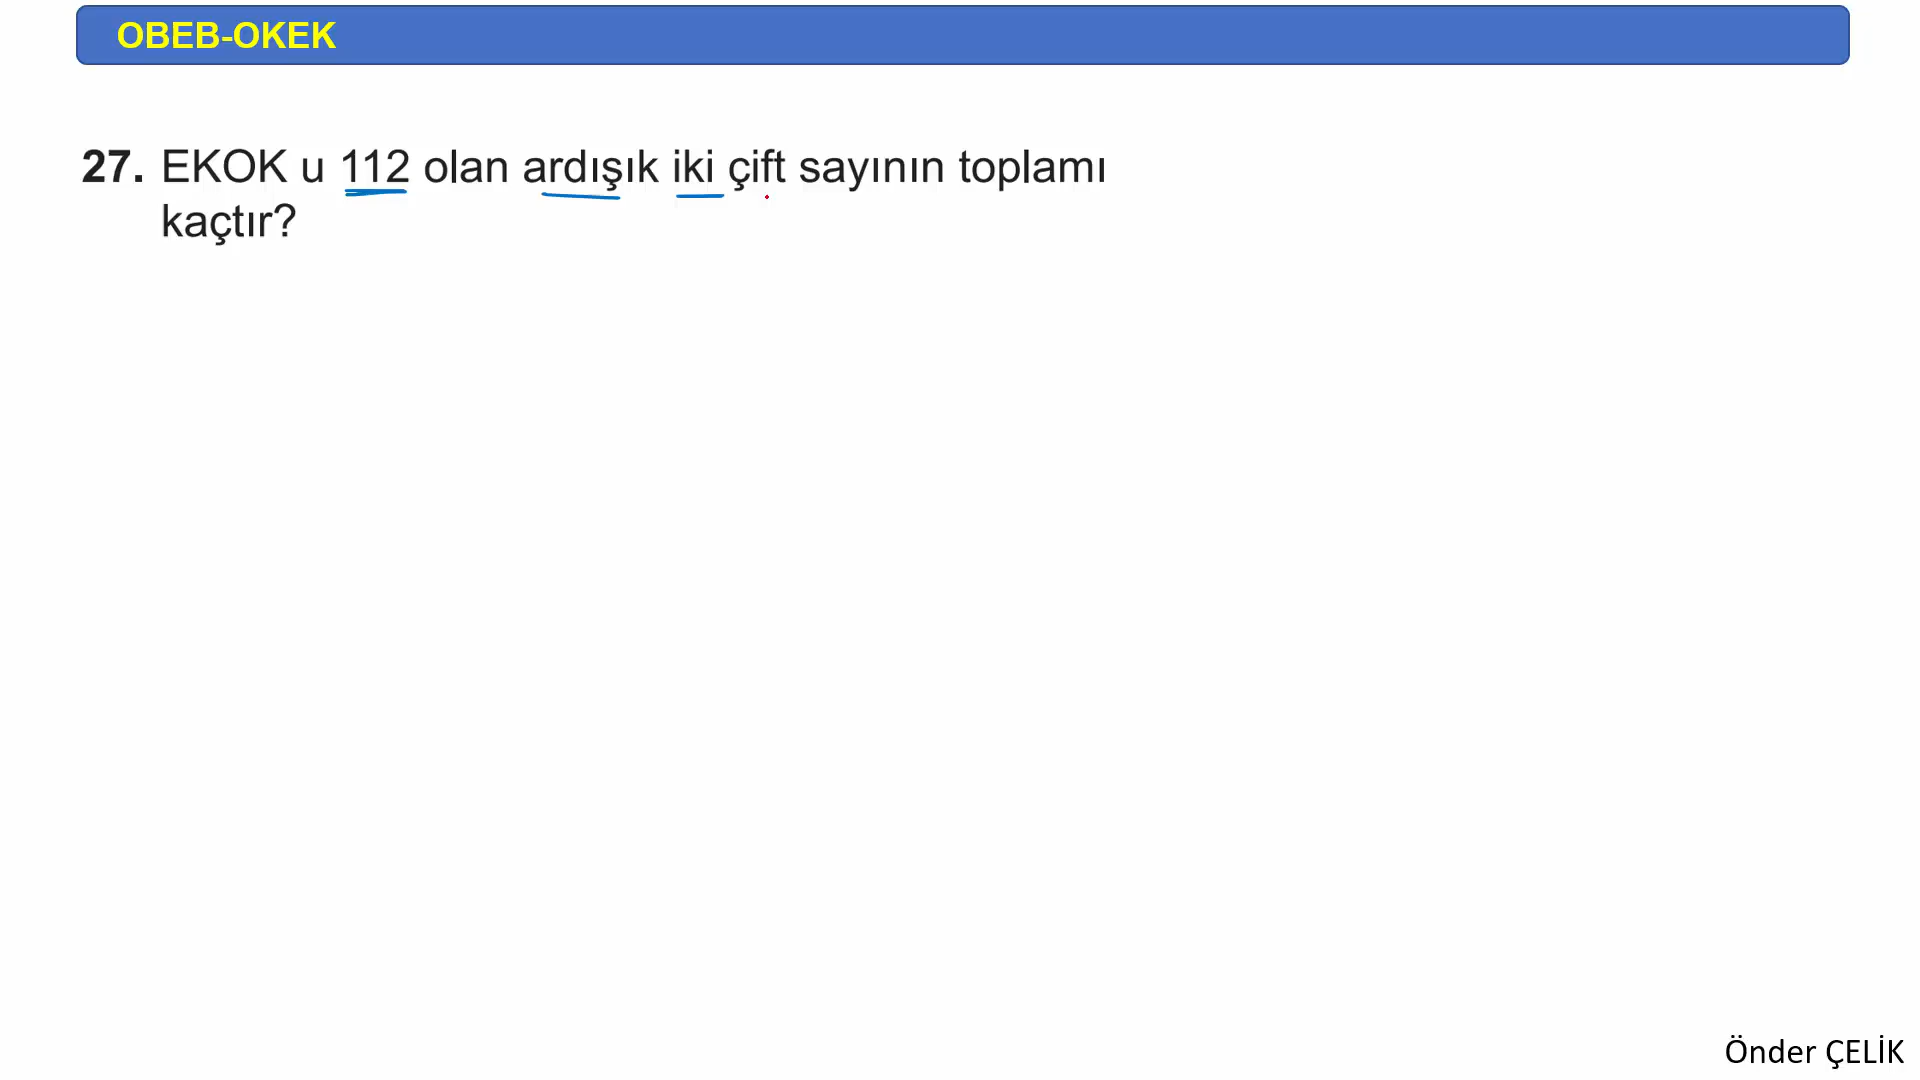 OBEB-OKEK
27. EKOK u 112 olan ardışık iki çift sayının toplamı
kaçtır?
Önder ÇELİK